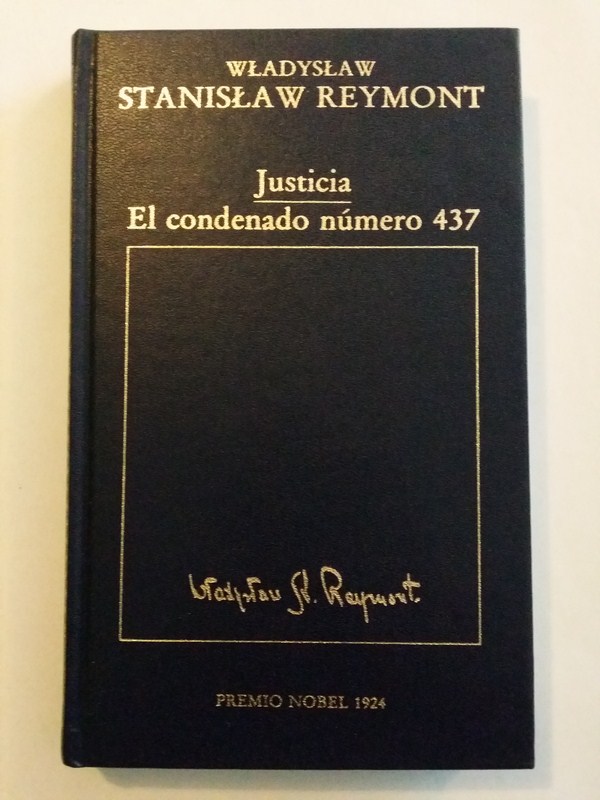 WŁADYSŁAW
STANISŁAW REYMONT
Justicia
El condenado número 437
Władysław St. Reymont
PREMIO NOBEL 1924